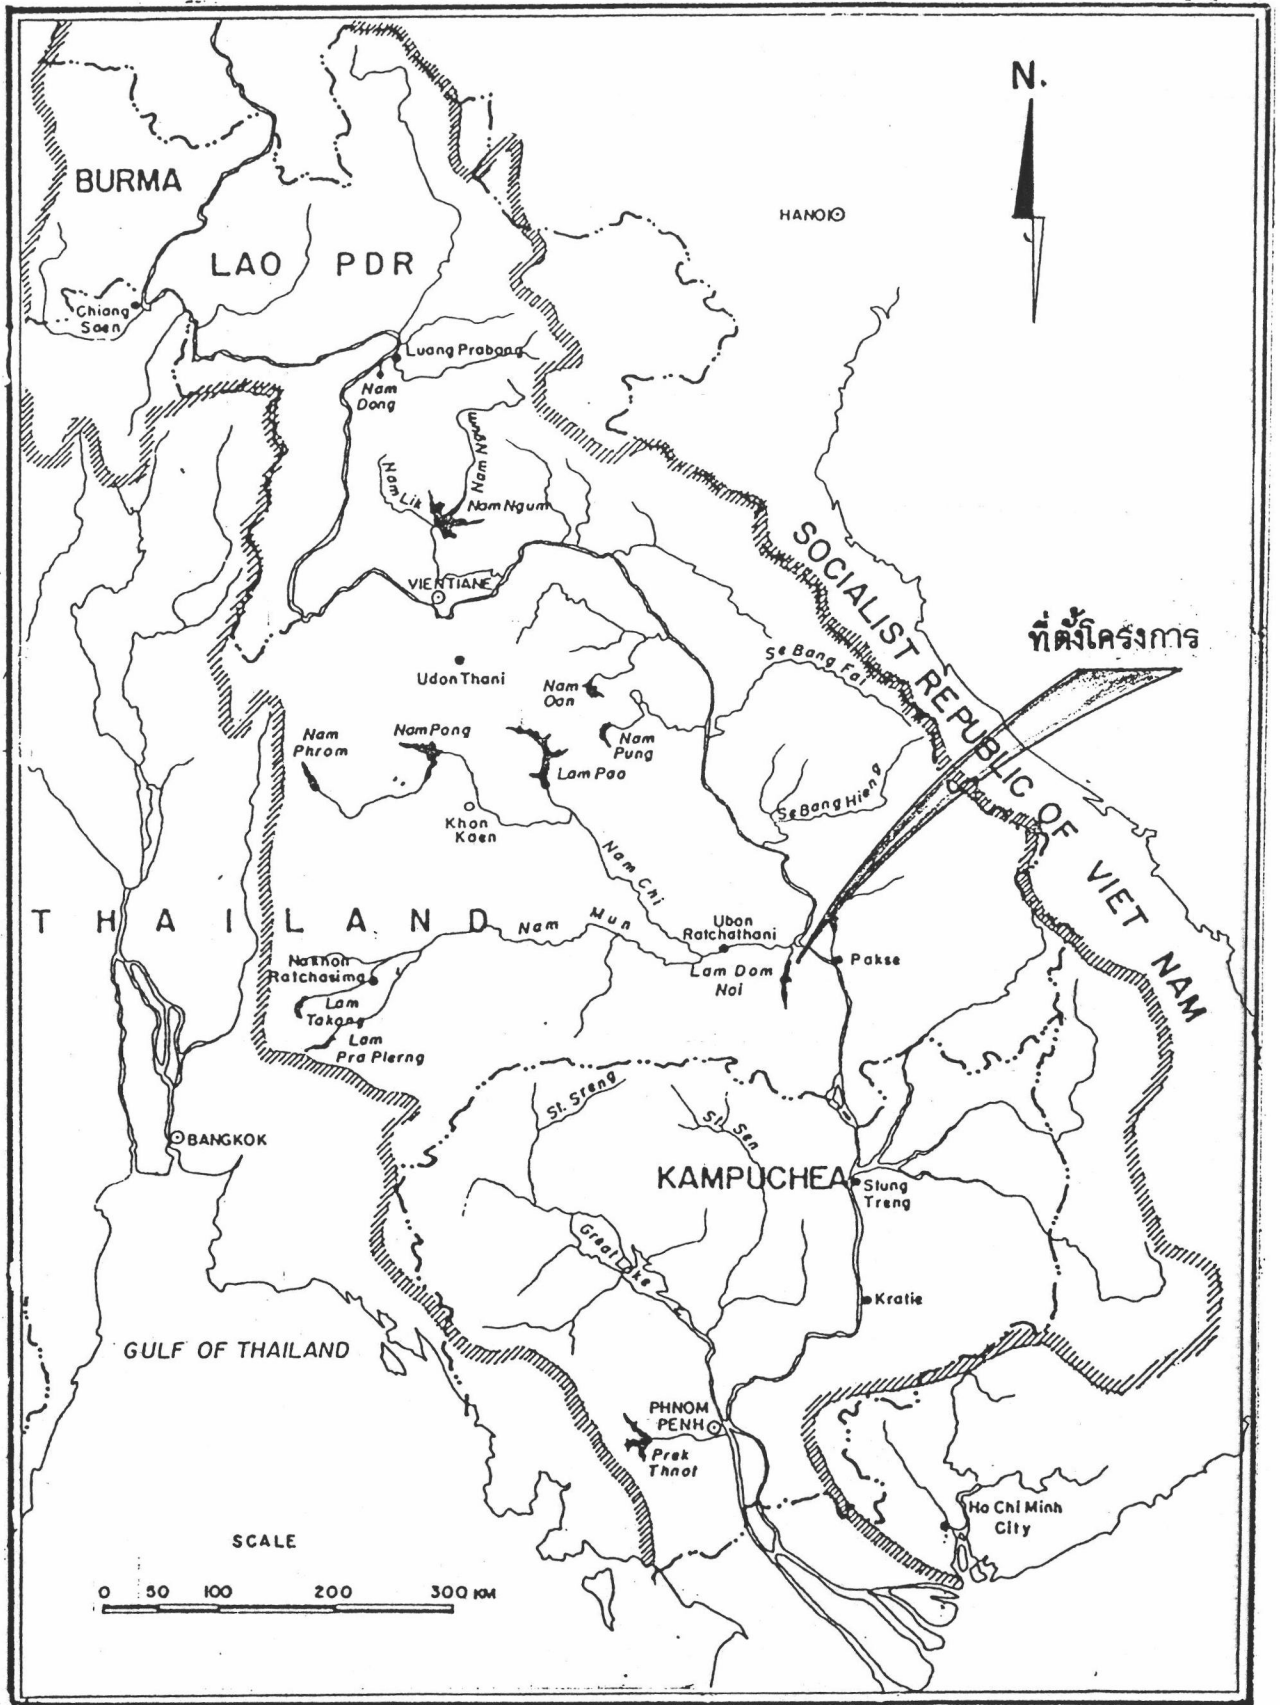 N.
BURMA
HANOI
LAO PDR
Chiang
Saen
Luang Prabang
Nam
Dong
Nam Ngum
Nam Lik
Nam Ngum
SOCIALIST REPUBLIC OF VIET NAM
VIENTIANE
ที่ตั้งโครงการ
Se Bang Fai
Udon Thani
Nam
Oan
Nam
Phrom
Nam Pong
Nam
Pung
Lam Pao
Se Bang Hieng
Khon
Kaen
Nam Chi
THAILAND
Nam Mun
Ubon
Ratchathani
Nakhon
Ratchasima
Lam Dom
Noi
Pakse
Lam
Takong
Lam
Pra Plerng
St. Sreng
St. Sen
BANGKOK
KAMPUCHEA
Stung
Treng
Great Lake
Kratie
GULF OF THAILAND
PHNOM
PENH
Prek
Thnot
Ho Chi Minh
City
SCALE
0 50 100 200 300 KM